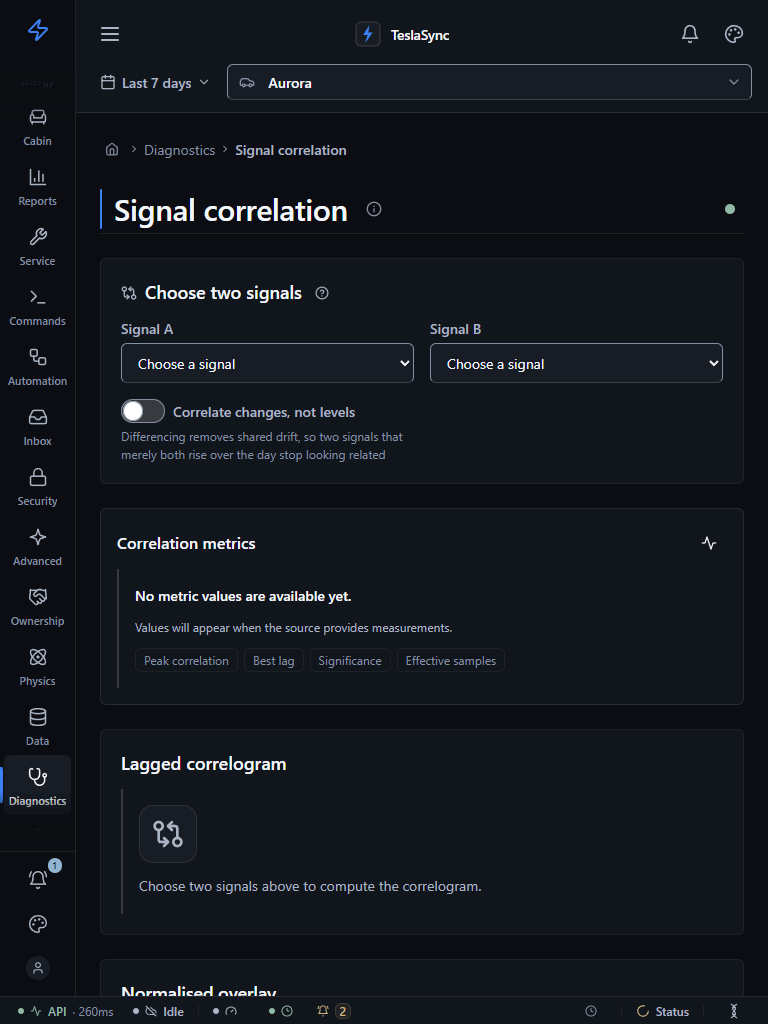 TeslaSync
Last 7 days
Aurora
Cabin
Reports
Service
Commands
Automation
Inbox
Security
Advanced
Ownership
Physics
Data
Diagnostics
1
Diagnostics
Signal correlation
Signal correlation
Choose two signals
Signal A
Signal B
Choose a signal
Choose a signal
Correlate changes, not levels
Differencing removes shared drift, so two signals that
merely both rise over the day stop looking related
Correlation metrics
No metric values are available yet.
Values will appear when the source provides measurements.
Peak correlation
Best lag
Significance
Effective samples
Lagged correlogram
Choose two signals above to compute the correlogram.
Normalised overlay
API · 260ms
Idle
2
Status